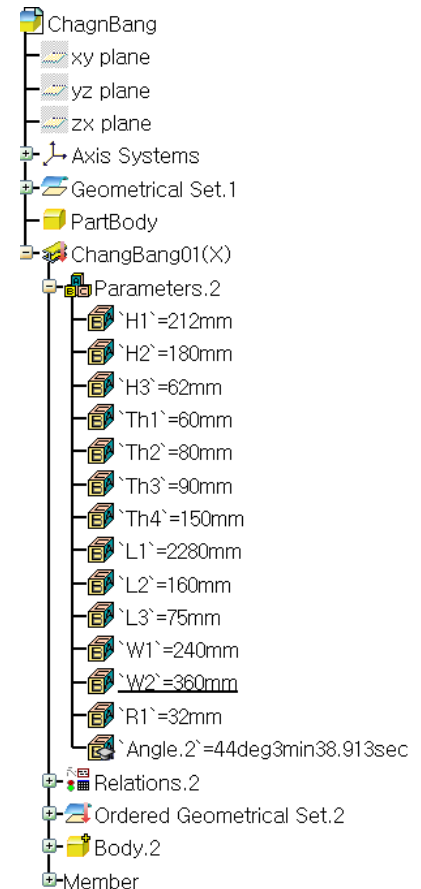 ChagnBang
xy plane
yz plane
zx plane
Axis Systems
Geometrical Set.1
PartBody
ChangBang01(X)
Parameters.2
`H1`=212mm
`H2`=180mm
`H3`=62mm
`Th1`=60mm
`Th2`=80mm
`Th3`=90mm
`Th4`=150mm
`L1`=2280mm
`L2`=160mm
`L3`=75mm
`W1`=240mm
`W2`=360mm
`R1`=32mm
`Angle.2`=44deg3min38.913sec
Relations.2
Ordered Geometrical Set.2
Body.2
Member